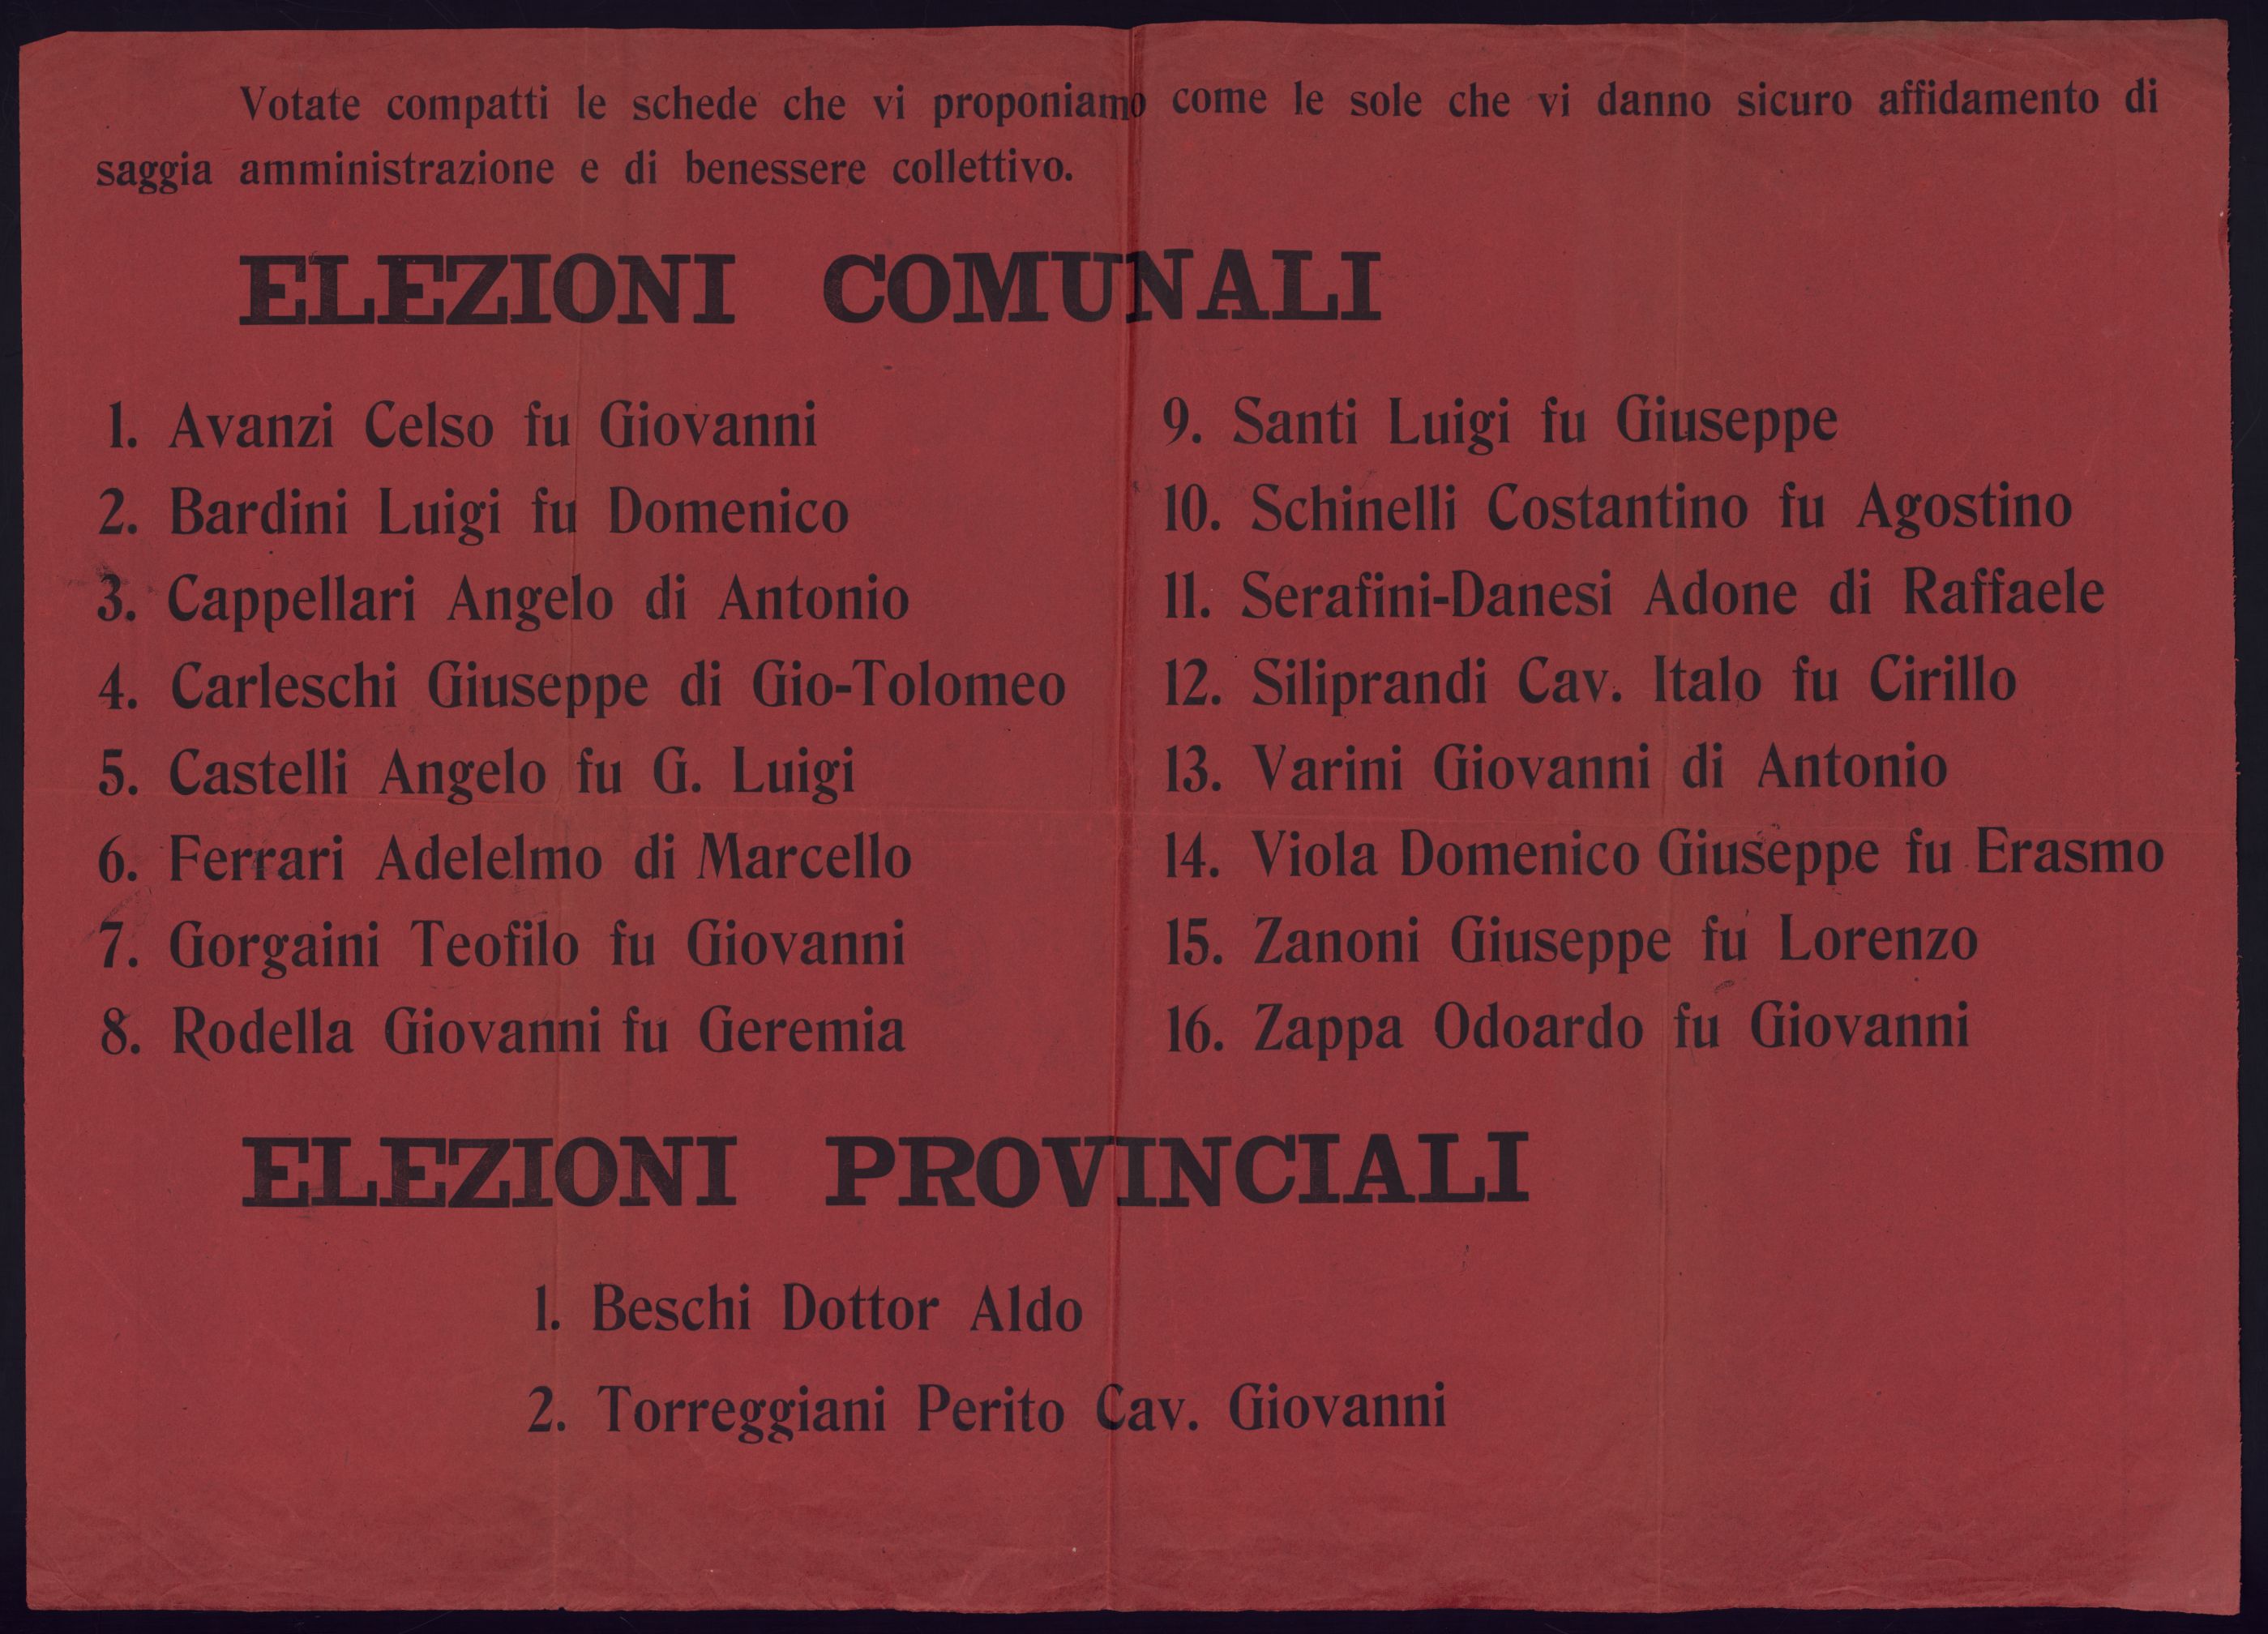 Votate compatti le schede che vi proponiamo come le sole che vi danno sicuro affidamento di
saggia amministrazione e di benessere collettivo.
ELEZIONI COMUNALI
1. Avanzi Celso fu Giovanni
2. Bardini Luigi fu Domenico
3. Cappellari Angelo di Antonio
4. Carleschi Giuseppe di Gio-Tolomeo
5. Castelli Angelo fu G. Luigi
6. Ferrari Adelelmo di Marcello
7. Gorgaini Teofilo fu Giovanni
8. Rodella Giovanni fu Geremia
9. Santi Luigi fu Giuseppe
10. Schinelli Costantino fu Agostino
11. Serafini-Danesi Adone di Raffaele
12. Siliprandi Cav. Italo fu Cirillo
13. Varini Giovanni di Antonio
14. Viola Domenico Giuseppe fu Erasmo
15. Zanoni Giuseppe fu Lorenzo
16. Zappa Odoardo fu Giovanni
ELEZIONI PROVINCIALI
1. Beschi Dottor Aldo
2. Torreggiani Perito Cav. Giovanni